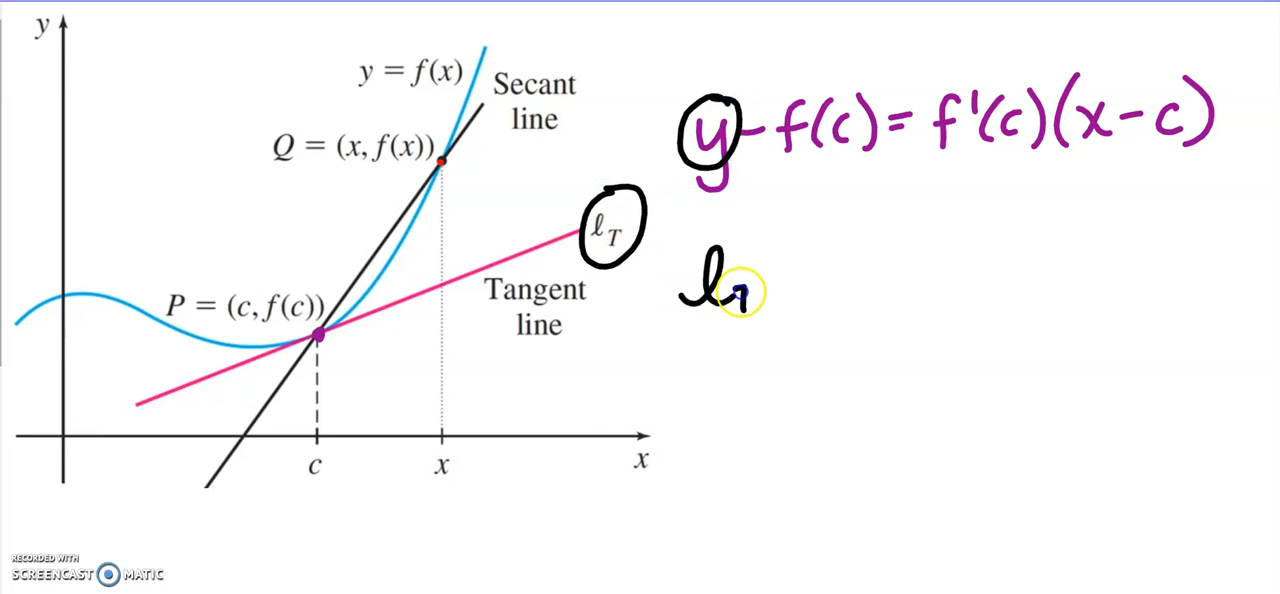 y
y = f(x)
Secant
line
Q = (x, f(x))
y - f(c) = f'(c)(x - c)
ℓT
ℓT
Tangent
line
P = (c, f(c))
c
x
x
RECORDED WITH
SCREENCAST MATIC